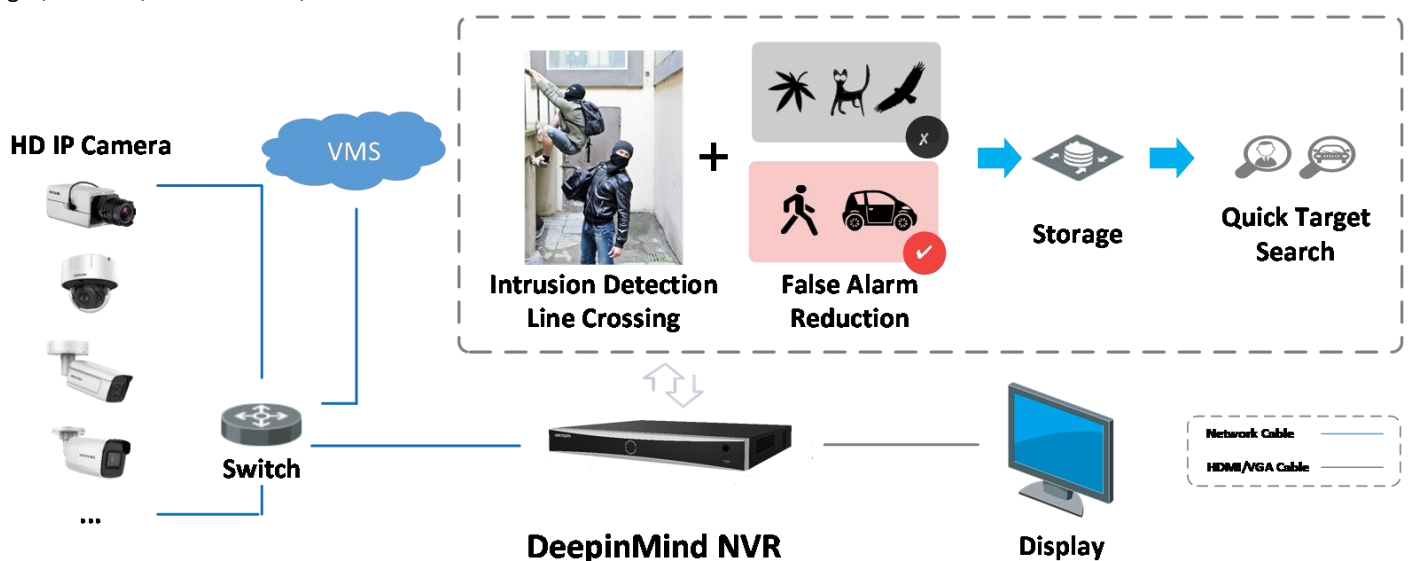 HD IP Camera
VMS
+
x
✓
Intrusion Detection
Line Crossing
False Alarm
Reduction
Storage
Quick Target
Search
Switch
...
DeepinMind NVR
Display
Network Cable
HDMI/VGA Cable